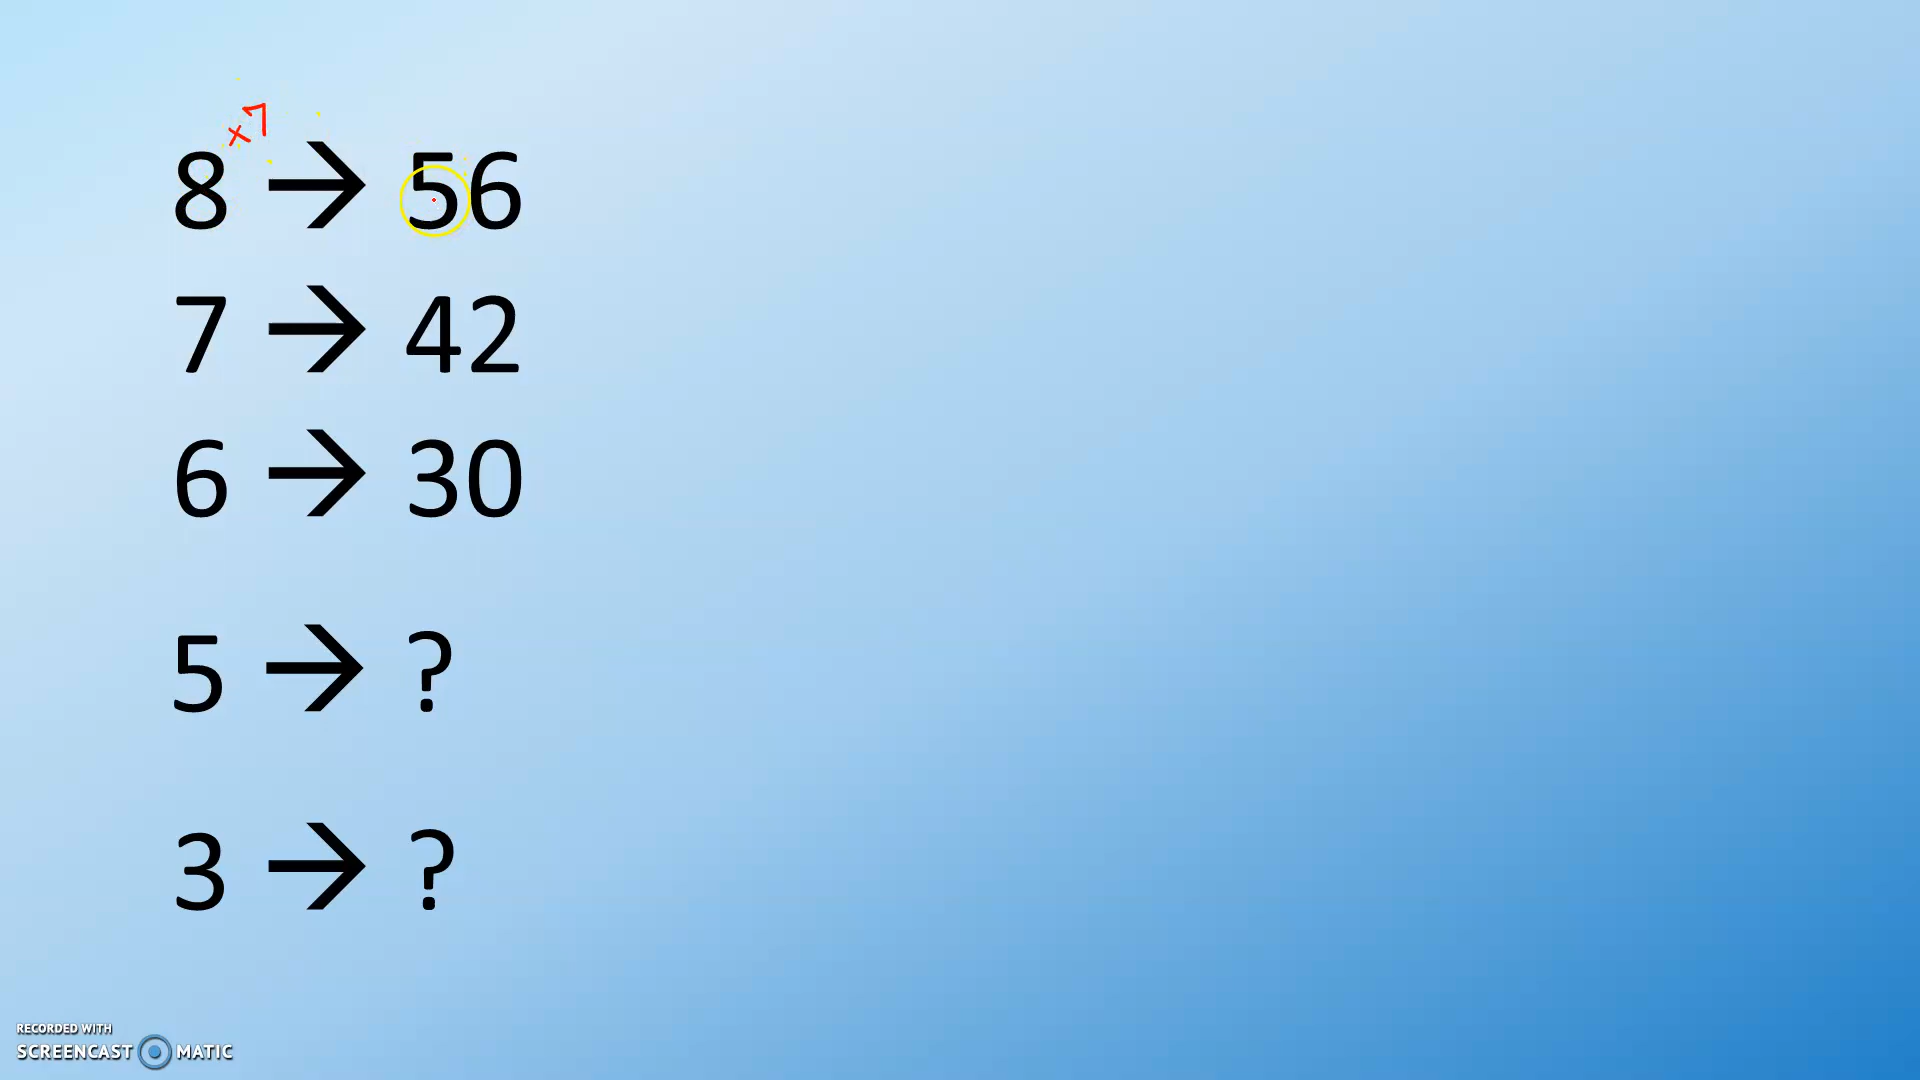 ×7
8 → 56
7 → 42
6 → 30
5 → ?
3 → ?
RECORDED WITH
SCREENCAST MATIC